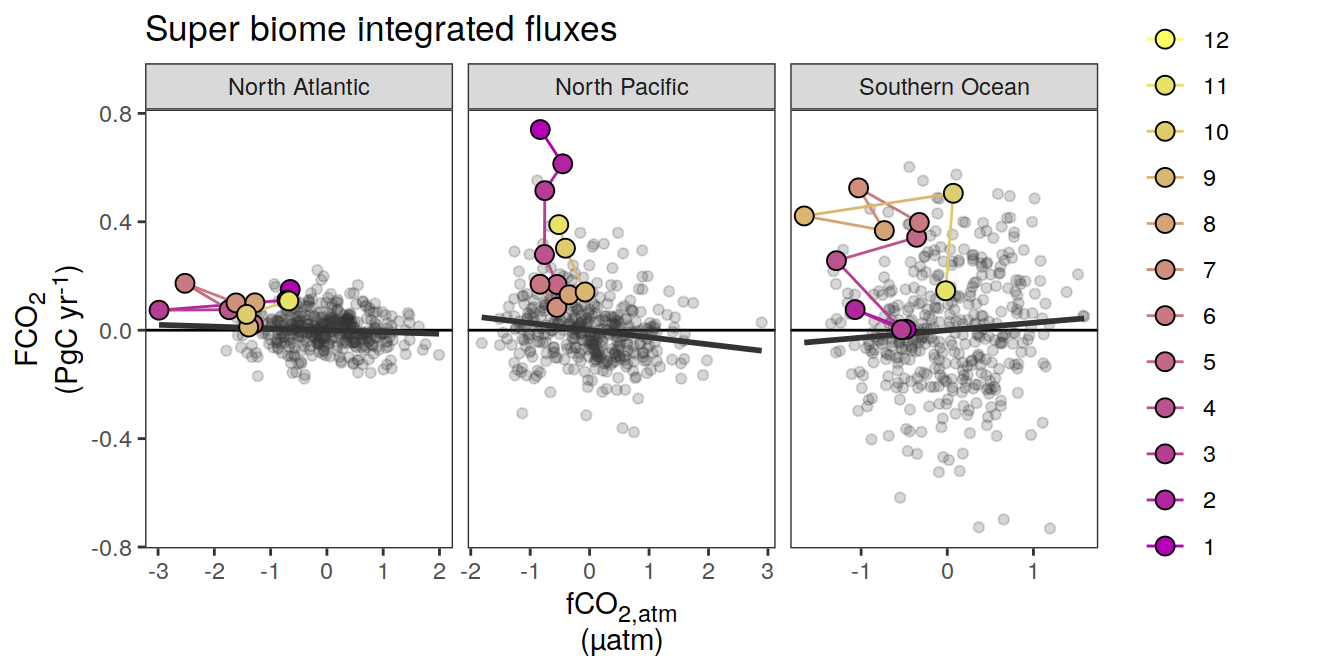 Super biome integrated fluxes
North Atlantic
North Pacific
Southern Ocean
FCO2
(PgC yr-1)
0.8
0.4
0.0
-0.4
-0.8
-3 -2 -1 0 1 2
-2 -1 0 1 2 3
-1 0 1
fCO2,atm
(µatm)
12
11
10
9
8
7
6
5
4
3
2
1